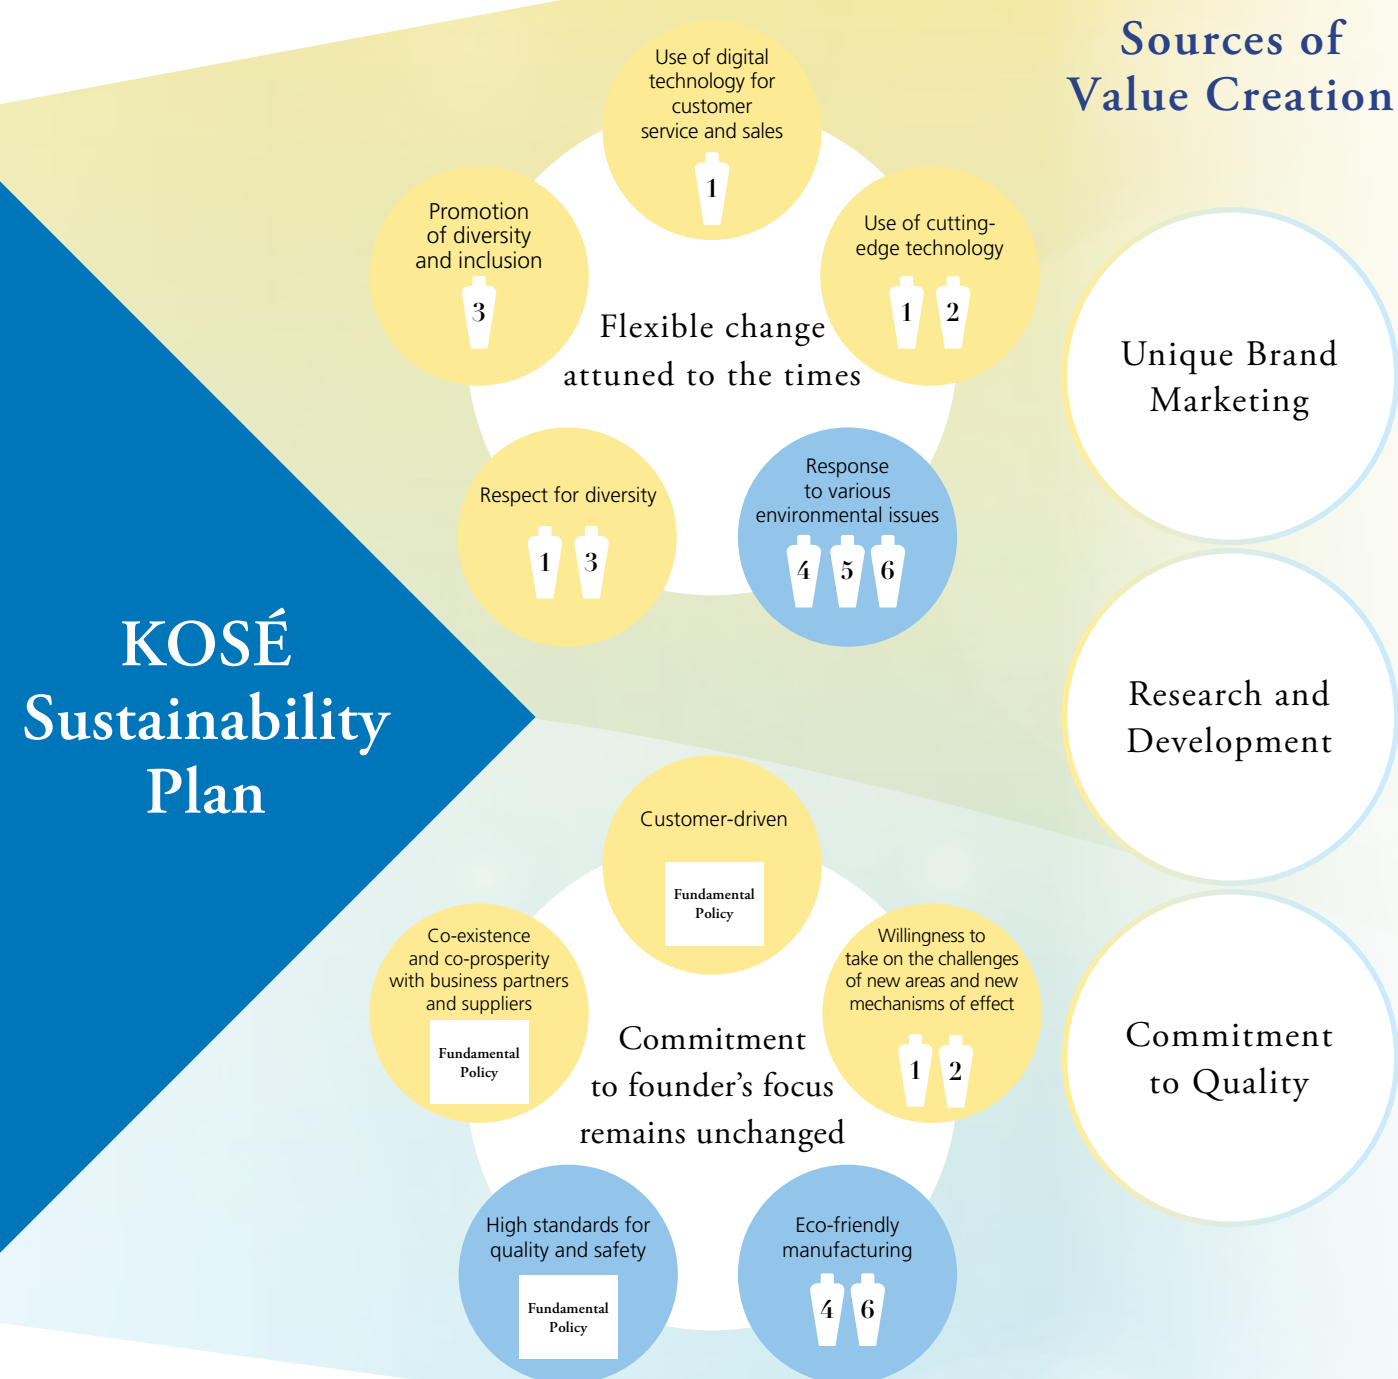 Sources of
Value Creation
Use of digital
technology for
customer
service and sales
1
Promotion
of diversity
and inclusion
3
Use of cutting-
edge technology
1 2
Flexible change
attuned to the times
Respect for diversity
1 3
Response
to various
environmental issues
4 5 6
Unique Brand
Marketing
KOSÉ
Sustainability
Plan
Research and
Development
Customer-driven
Fundamental
Policy
Co-existence
and co-prosperity
with business partners
and suppliers
Fundamental
Policy
Willingness to
take on the challenges
of new areas and new
mechanisms of effect
1 2
Commitment
to founder’s focus
remains unchanged
High standards for
quality and safety
Fundamental
Policy
Eco-friendly
manufacturing
4 6
Commitment
to Quality